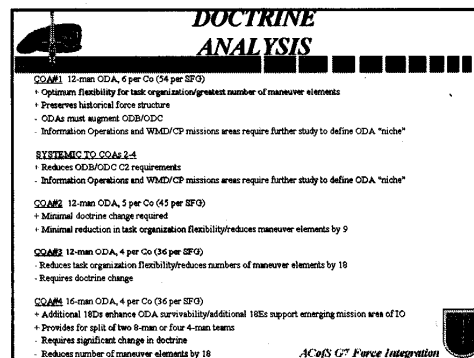 DOCTRINE
ANALYSIS
COA#1 12-man ODA, 6 per Co (54 per SFG)
+ Optimum flexibility for task organization/greatest number of maneuver elements
+ Preserves historical force structure
- ODAs must augment ODB/ODC
- Information Operations and WMD/CP missions areas require further study to define ODA "niche"
SYSTEMIC TO COAs 2-4
+ Reduces ODB/ODC C2 requirements
- Information Operations and WMD/CP missions areas require further study to define ODA "niche"
COA#2 12-man ODA, 5 per Co (45 per SFG)
+ Minimal doctrine change required
+ Minimal reduction in task organization flexibility/reduces maneuver elements by 9
COA#3 12-man ODA, 4 per Co (36 per SFG)
- Reduces task organization flexibility/reduces numbers of maneuver elements by 18
- Requires doctrine change
COA#4 16-man ODA, 4 per Co (36 per SFG)
+ Additional 18Ds enhance ODA survivability/additional 18Es support emerging mission area of IO
+ Provides for split of two 8-man or four 4-man teams
- Requires significant change in doctrine
- Reduces number of maneuver elements by 18
ACofS G7 Force Integration